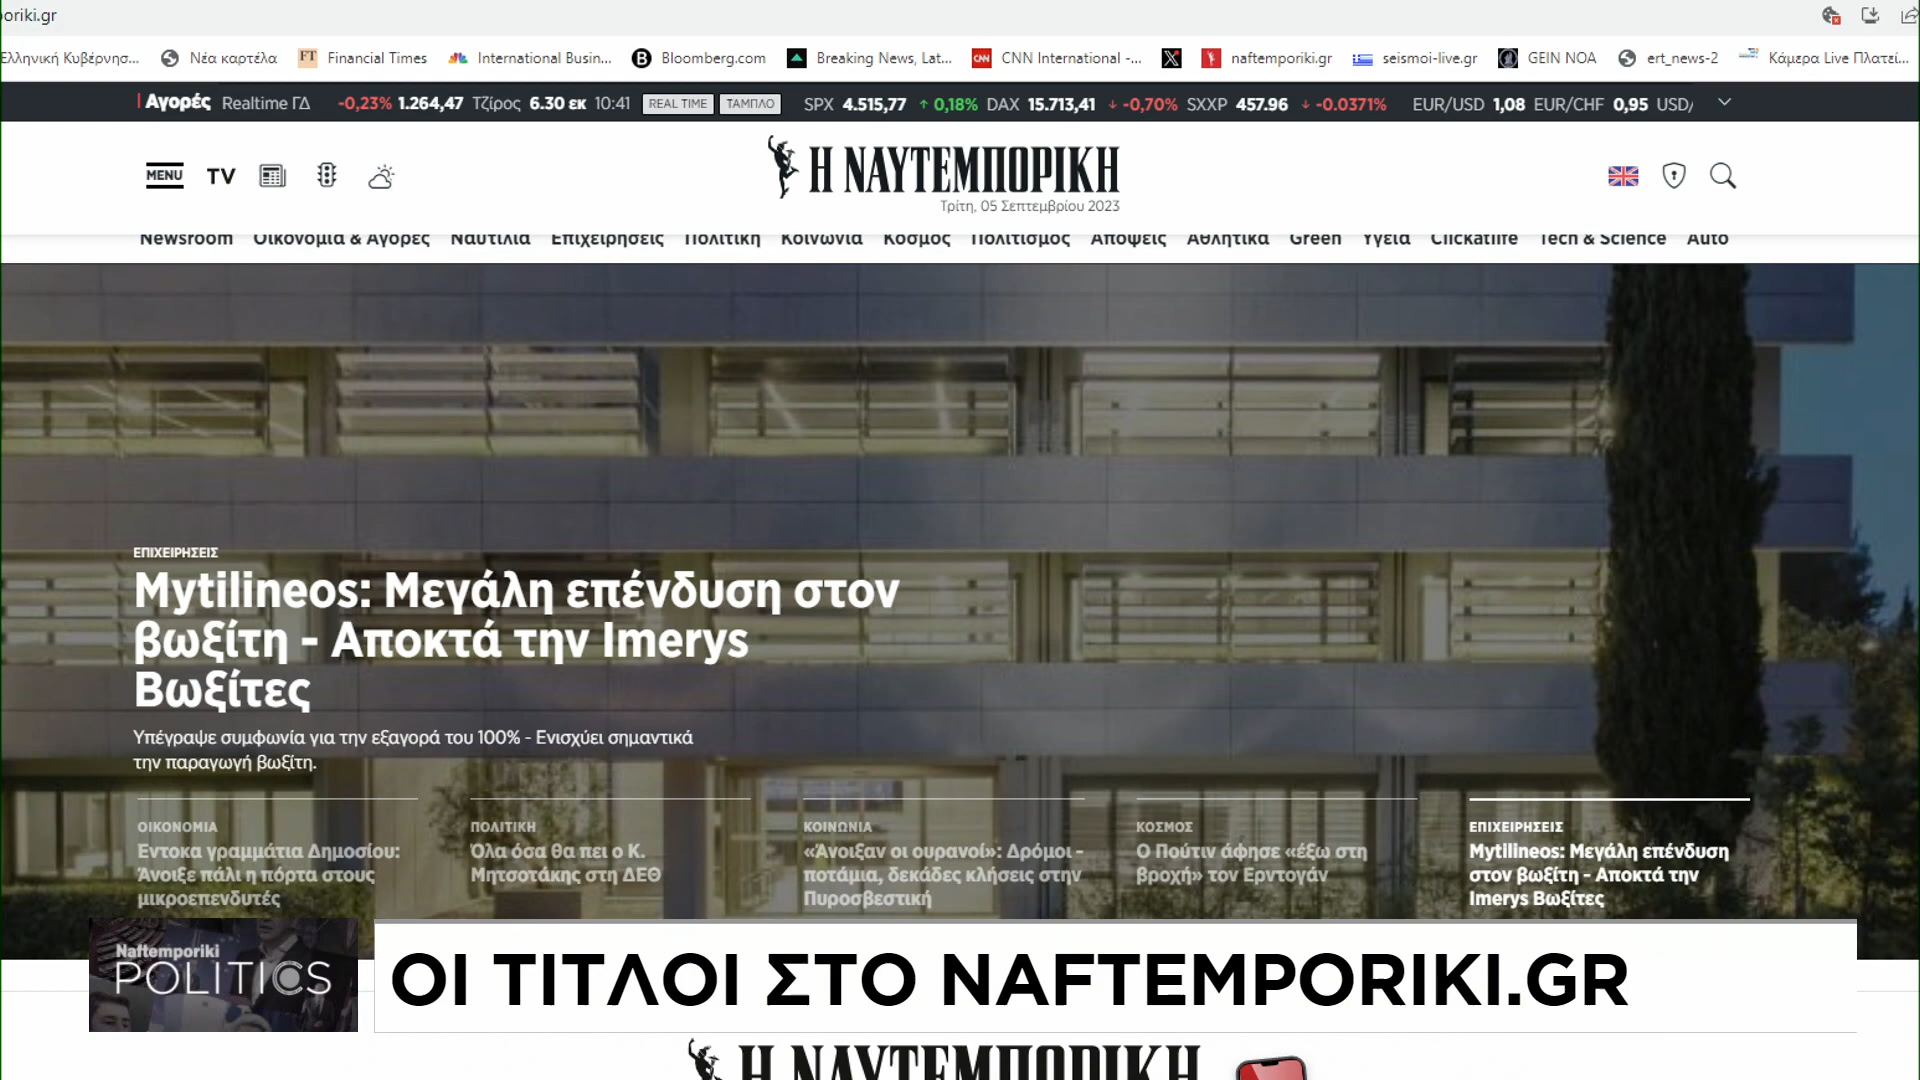 oriki.gr
Ελληνική Κυβέρνησ... Νέα καρτέλα FT Financial Times International Busin... B Bloomberg.com Breaking News, Lat... CNN CNN International -... X naftemporiki.gr seismoi-live.gr GEIN NOA ert_news-2 Κάμερα Live Πλατεί...
Αγορές Realtime ΓΔ -0,23% 1.264,47 Τζίρος 6.30 εκ 10:41 REAL TIME ΤΑΜΠΛΟ SPX 4.515,77 ↑ 0,18% DAX 15.713,41 ↓ -0,70% SXXP 457.96 ↓ -0.0371% EUR/USD 1,08 EUR/CHF 0,95 USD/
MENU TV Η ΝΑΥΤΕΜΠΟΡΙΚΗ
Τρίτη, 05 Σεπτεμβρίου 2023
Newsroom Οικονομία & Αγορές Ναυτιλία Επιχειρήσεις Πολιτική Κοινωνία Κόσμος Πολιτισμός Απόψεις Αθλητικά Green Υγεία Clickatlife Tech & Science Auto
ΕΠΙΧΕΙΡΗΣΕΙΣ
Mytilineos: Μεγάλη επένδυση στον
βωξίτη - Αποκτά την Imerys
Βωξίτες
Υπέγραψε συμφωνία για την εξαγορά του 100% - Ενισχύει σημαντικά
την παραγωγή βωξίτη.
ΟΙΚΟΝΟΜΙΑ
Εντοκα γραμμάτια Δημοσίου:
Άνοιξε πάλι η πόρτα στους
μικροεπενδυτές
ΠΟΛΙΤΙΚΗ
Όλα όσα θα πει ο Κ.
Μητσοτάκης στη ΔΕΘ
ΚΟΙΝΩΝΙΑ
«Άνοιξαν οι ουρανοί»: Δρόμοι -
ποτάμια, δεκάδες κλήσεις στην
Πυροσβεστική
ΚΟΣΜΟΣ
Ο Πούτιν άφησε «έξω στη
βροχή» τον Ερντογάν
ΕΠΙΧΕΙΡΗΣΕΙΣ
Mytilineos: Μεγάλη επένδυση
στον βωξίτη - Αποκτά την
Imerys Βωξίτες
Naftemporiki
POLITICS
ΟΙ ΤΙΤΛΟΙ ΣΤΟ NAFTEMPORIKI.GR
Η ΝΑΥΤΕΜΠΟΡΙΚΗ